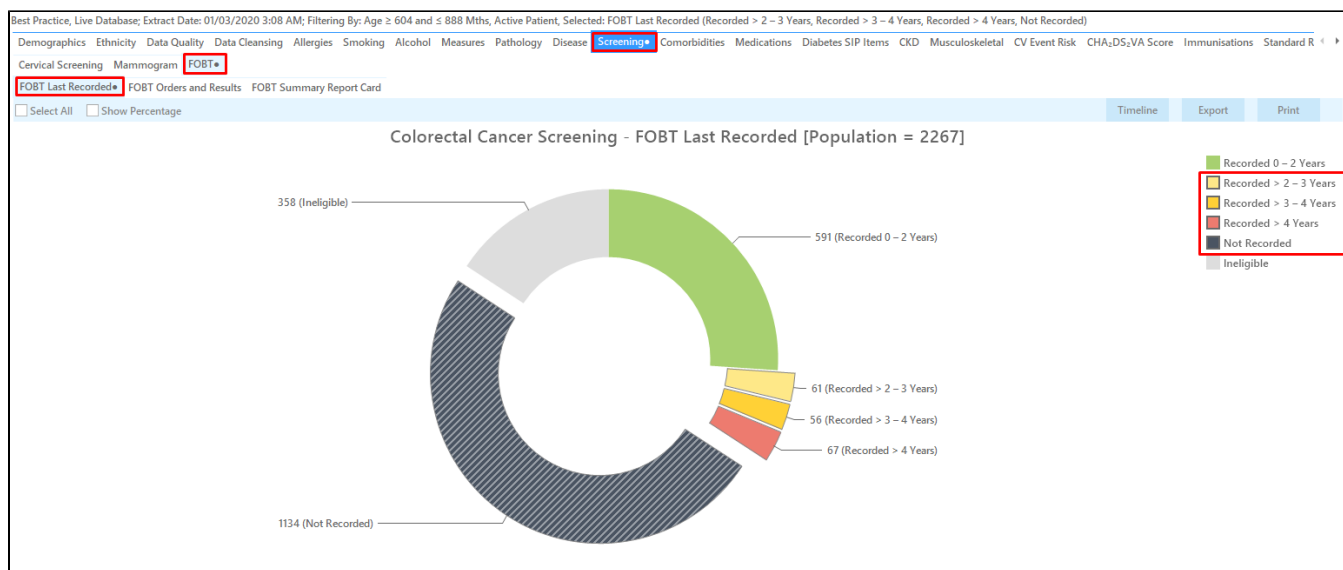 Best Practice, Live Database; Extract Date: 01/03/2020 3:08 AM; Filtering By: Age ≥ 604 and ≤ 888 Mths, Active Patient, Selected: FOBT Last Recorded (Recorded > 2 – 3 Years, Recorded > 3 – 4 Years, Recorded > 4 Years, Not Recorded)
Demographics Ethnicity Data Quality Data Cleansing Allergies Smoking Alcohol Measures Pathology Disease Screening• Comorbidities Medications Diabetes SIP Items CKD Musculoskeletal CV Event Risk CHA₂DS₂VA Score Immunisations Standard R
Cervical Screening Mammogram FOBT•
FOBT Last Recorded• FOBT Orders and Results FOBT Summary Report Card
Select All Show Percentage Timeline Export Print
Colorectal Cancer Screening - FOBT Last Recorded [Population = 2267]
Recorded 0 – 2 Years
Recorded > 2 – 3 Years
Recorded > 3 – 4 Years
Recorded > 4 Years
Not Recorded
Ineligible
358 (Ineligible)
591 (Recorded 0 – 2 Years)
61 (Recorded > 2 – 3 Years)
56 (Recorded > 3 – 4 Years)
67 (Recorded > 4 Years)
1134 (Not Recorded)